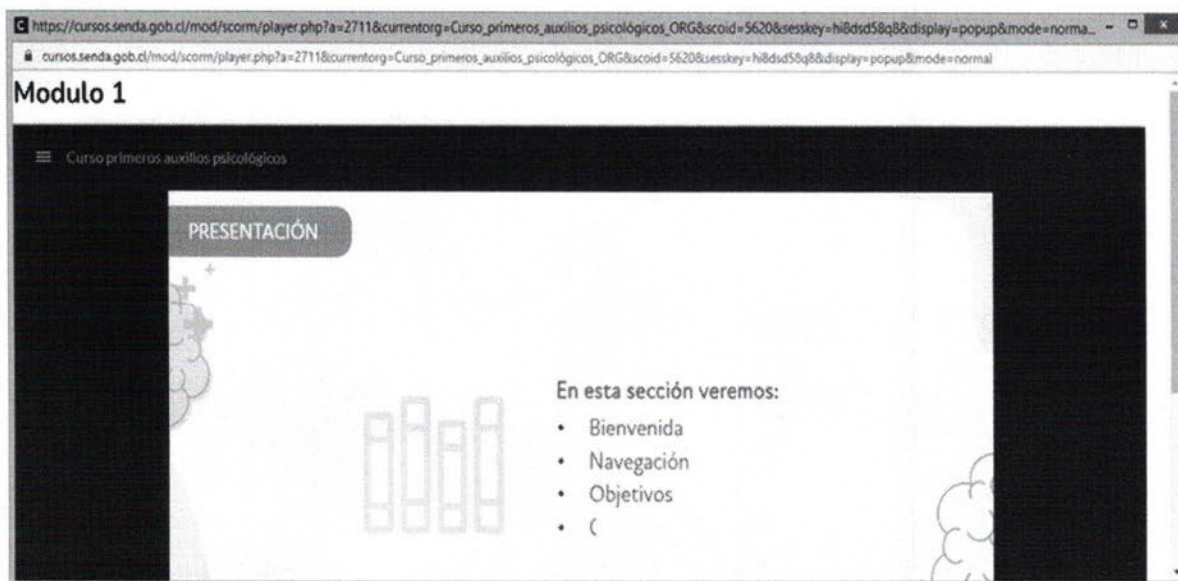 https://cursos.senda.gob.cl/mod/scorm/player.php?a=2711&currentorg=Curso_primeros_auxilios_psicológicos_ORG&scoid=5620&sesskey=hi8dsd58q8&display=popup&mode=norma...
cursos.senda.gob.cl/mod/scorm/player.php?a=2711&currentorg=Curso_primeros_auxilios_psicológicos_ORG&scoid=5620&sesskey=hi8dsd58q8&display=popup&mode=normal
Modulo 1
Curso primeros auxilios psicológicos
PRESENTACIÓN
En esta sección veremos:
• Bienvenida
• Navegación
• Objetivos
• (